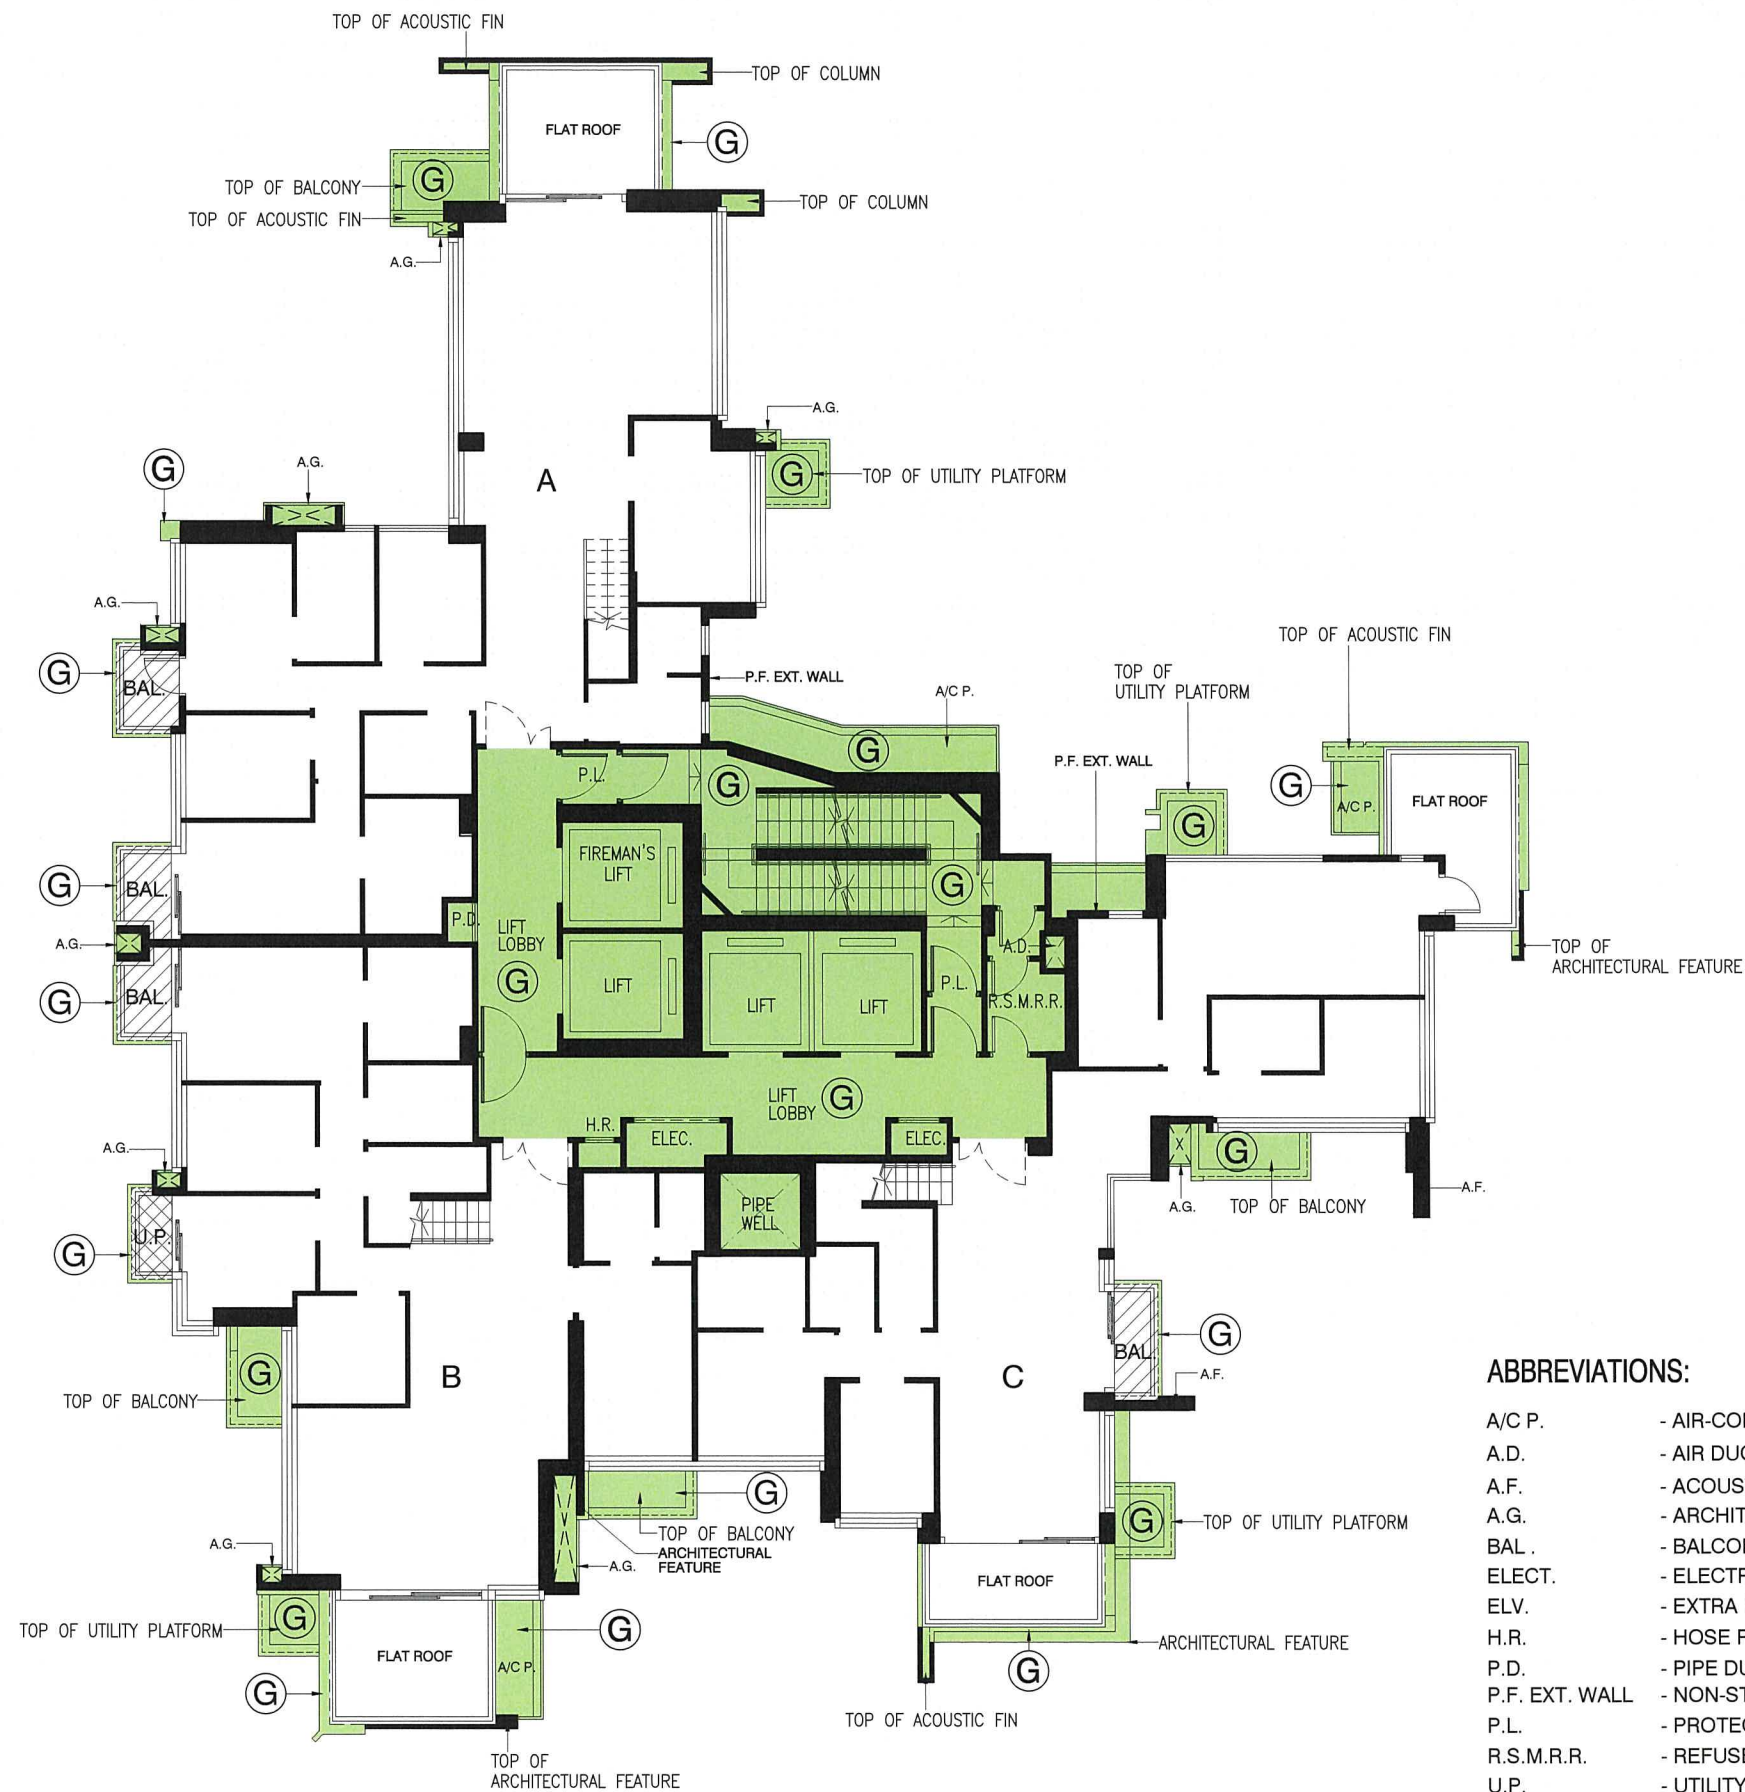 TOP OF ACOUSTIC FIN
TOP OF COLUMN
FLAT ROOF
G
G
TOP OF BALCONY
TOP OF COLUMN
TOP OF ACOUSTIC FIN
A.G.
A.G.
G
A.G.
G
TOP OF UTILITY PLATFORM
A
A.G.
TOP OF ACOUSTIC FIN
G
BAL.
P.F. EXT. WALL
A/C P.
TOP OF
UTILITY PLATFORM
G
P.F. EXT. WALL
P.L.
G
G
A/C P.
FLAT ROOF
G
FIREMAN'S
LIFT
G
BAL.
G
P.D.
LIFT
LOBBY
A.G.
A.D.
TOP OF
ARCHITECTURAL FEATURE
G
LIFT
P.L.
G
BAL.
LIFT
LIFT
R.S.M.R.R.
LIFT
LOBBY
G
H.R.
ELEC.
ELEC.
A.G.
G
A.G.
TOP OF BALCONY
A.F.
PIPE
WELL
U.P.
G
G
BAL.
A.F.
G
B
C
TOP OF BALCONY
G
TOP OF BALCONY
ARCHITECTURAL
FEATURE
A.G.
G
TOP OF UTILITY PLATFORM
A.G.
FLAT ROOF
G
TOP OF UTILITY PLATFORM
G
FLAT ROOF
A/C P.
ARCHITECTURAL FEATURE
G
G
TOP OF ACOUSTIC FIN
TOP OF
ARCHITECTURAL FEATURE
ABBREVIATIONS:
A/C P. - AIR-CO
A.D. - AIR DUC
A.F. - ACOUS
A.G. - ARCHIT
BAL . - BALCO
ELECT. - ELECTR
ELV. - EXTRA
H.R. - HOSE R
P.D. - PIPE DU
P.F. EXT. WALL - NON-ST
P.L. - PROTEC
R.S.M.R.R. - REFUSE
U.P. - UTILITY